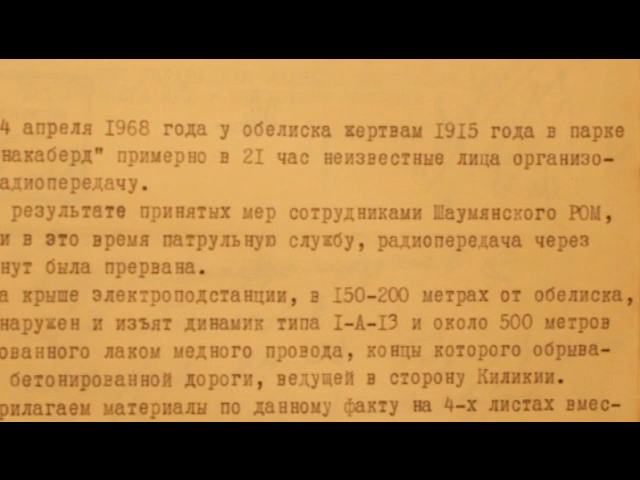 4 апреля 1968 года у обелиска жертвам 1915 года в парке
накаберд" примерно в 21 час неизвестные лица организо-
адиопередачу.
результате принятых мер сотрудниками Шаумянского РОМ,
и в это время патрульную службу, радиопередача через
нут была прервана.
а крыше электроподстанции, в 150-200 метрах от обелиска,
наружен и изъят динамик типа 1-А-13 и около 500 метров
ованного лаком медного провода, концы которого обрыва-
бетонированной дороги, ведущей в сторону Киликии.
рилагаем материалы по данному факту на 4-х листах вмес-